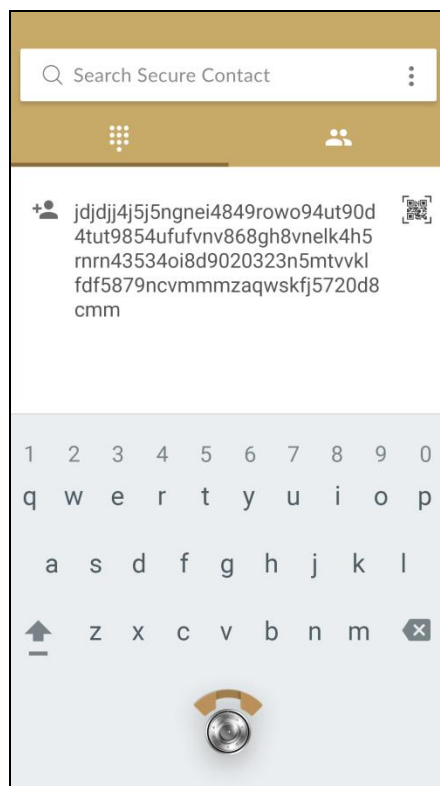 Search Secure Contact
jdjdjj4j5j5ngnei4849rowo94ut90d
4tut9854ufufvnv868gh8vnelk4h5
rnrn43534oi8d9020323n5mtvvkl
fdf5879ncvmmmzaqwskfj5720d8
cmm
1 2 3 4 5 6 7 8 9 0
q w e r t y u i o p
a s d f g h j k l
z x c v b n m